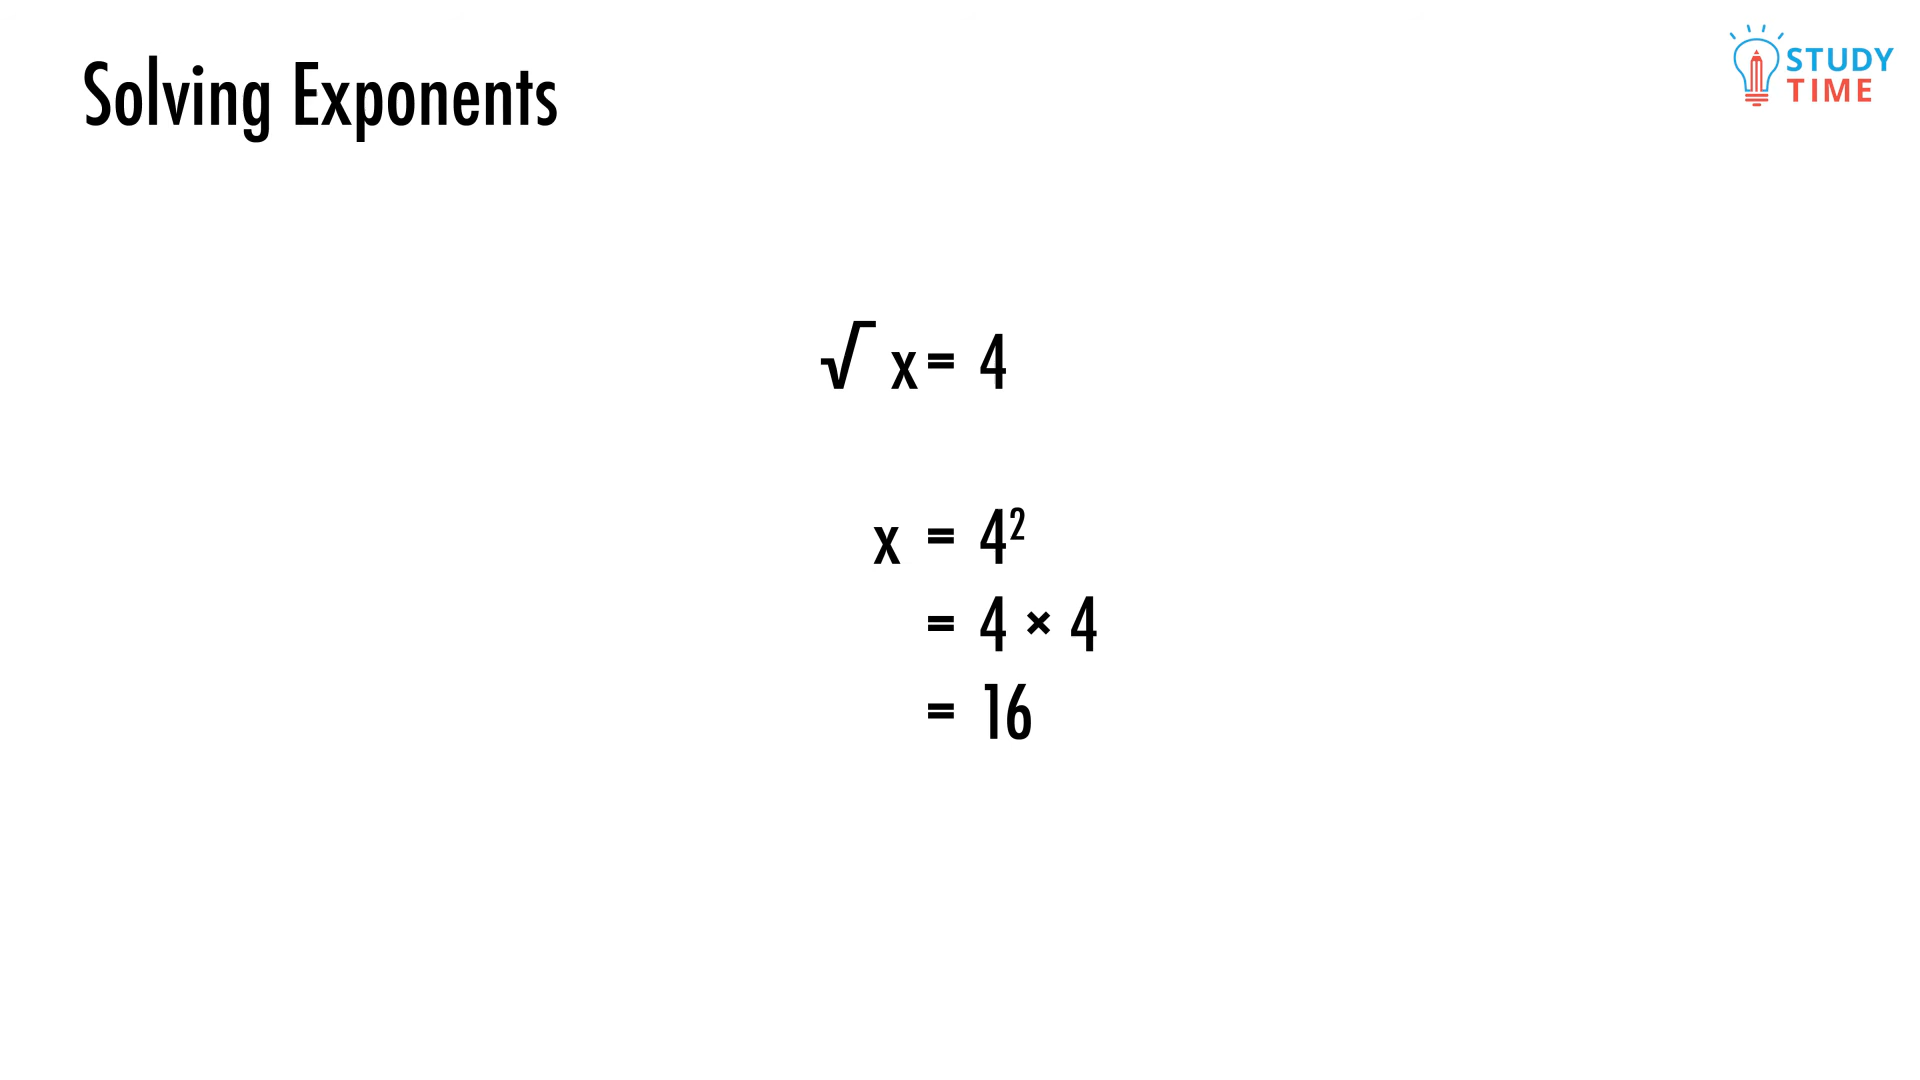 Solving Exponents
STUDY
TIME
√ x = 4
x = 4²
= 4 × 4
= 16